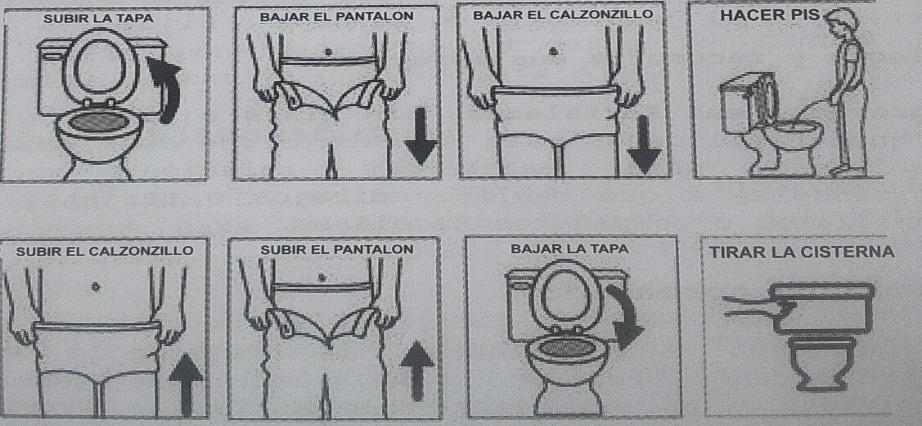 SUBIR LA TAPA
BAJAR EL PANTALON
BAJAR EL CALZONZILLO
HACER PIS
SUBIR EL CALZONZILLO
SUBIR EL PANTALON
BAJAR LA TAPA
TIRAR LA CISTERNA